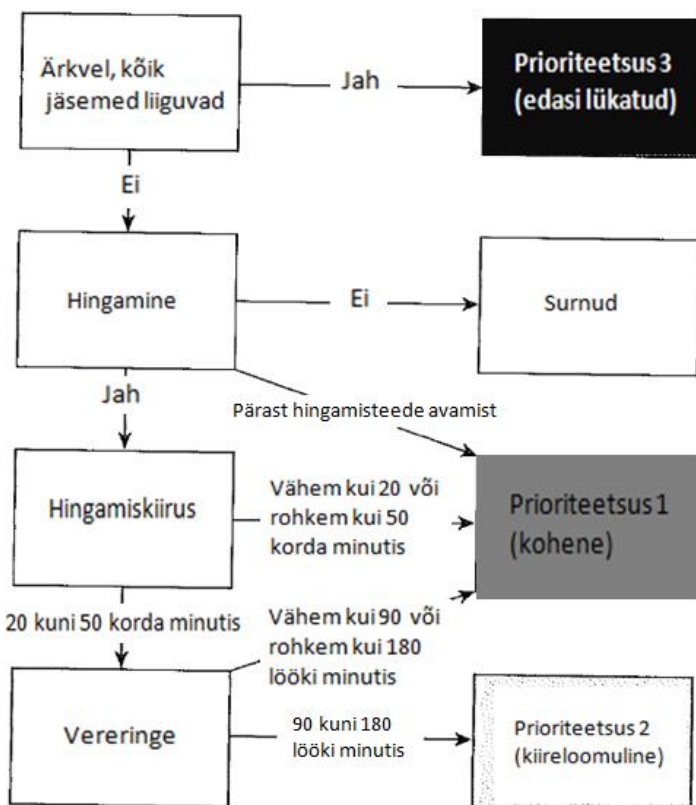 Ärkvel, kõik
jäsemed liiguvad
Jah
Prioriteetsus 3
(edasi lükatud)
Ei
Hingamine
Ei
Surnud
Jah
Pärast hingamisteede avamist
Hingamiskiirus
Vähem kui 20 või
rohkem kui 50
korda minutis
Prioriteetsus 1
(kohene)
20 kuni 50 korda minutis
Vähem kui 90 või
rohkem kui 180
lööki minutis
Vereringe
90 kuni 180
lööki minutis
Prioriteetsus 2
(kiireloomuline)